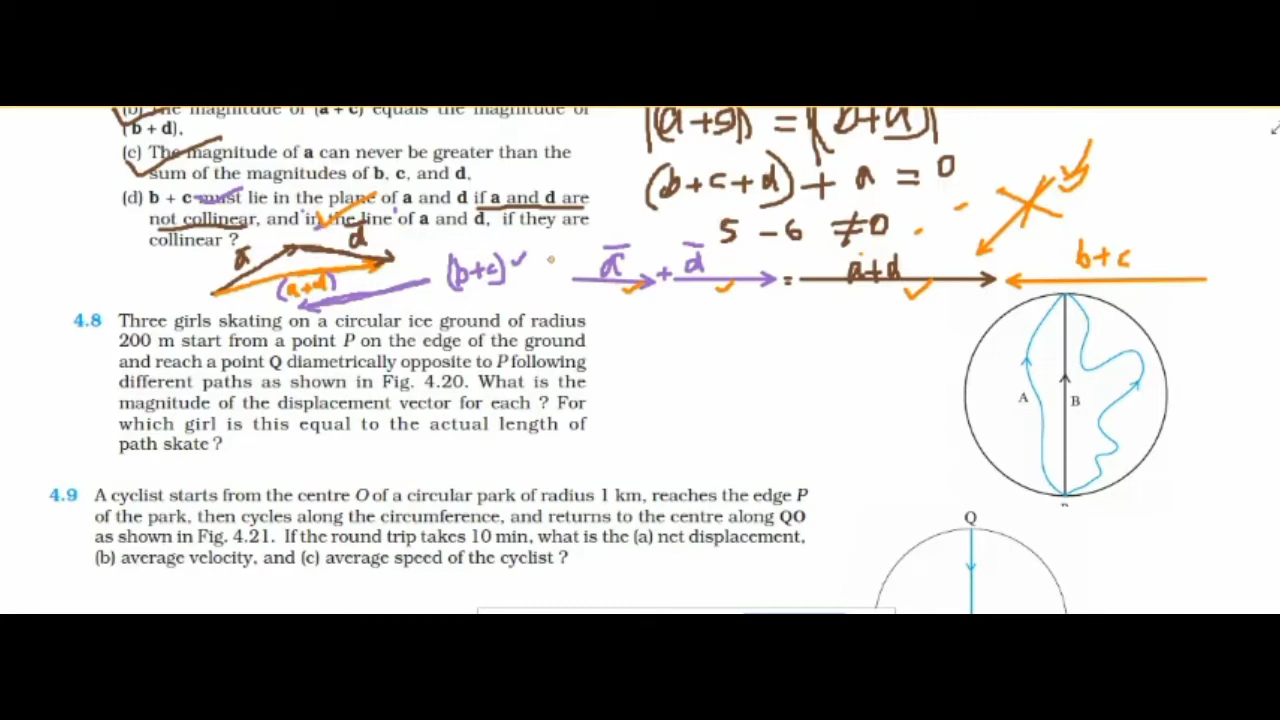 (b) The magnitude of (a + c) equals the magnitude of
(b + d),
(c) The magnitude of a can never be greater than the
sum of the magnitudes of b, c, and d,
(d) b + c must lie in the plane of a and d if a and d are
not collinear, and in the line of a and d, if they are
collinear ?
(b+c+d) + a = 0
5 - 6 ≠ 0
a
d
(a+d)
(b+c)
a + d = a+d
b+c
4.8 Three girls skating on a circular ice ground of radius
200 m start from a point P on the edge of the ground
and reach a point Q diametrically opposite to P following
different paths as shown in Fig. 4.20. What is the
magnitude of the displacement vector for each ? For
which girl is this equal to the actual length of
path skate ?
A
B
4.9 A cyclist starts from the centre O of a circular park of radius 1 km, reaches the edge P
of the park, then cycles along the circumference, and returns to the centre along QO
as shown in Fig. 4.21. If the round trip takes 10 min, what is the (a) net displacement,
(b) average velocity, and (c) average speed of the cyclist ?
Q